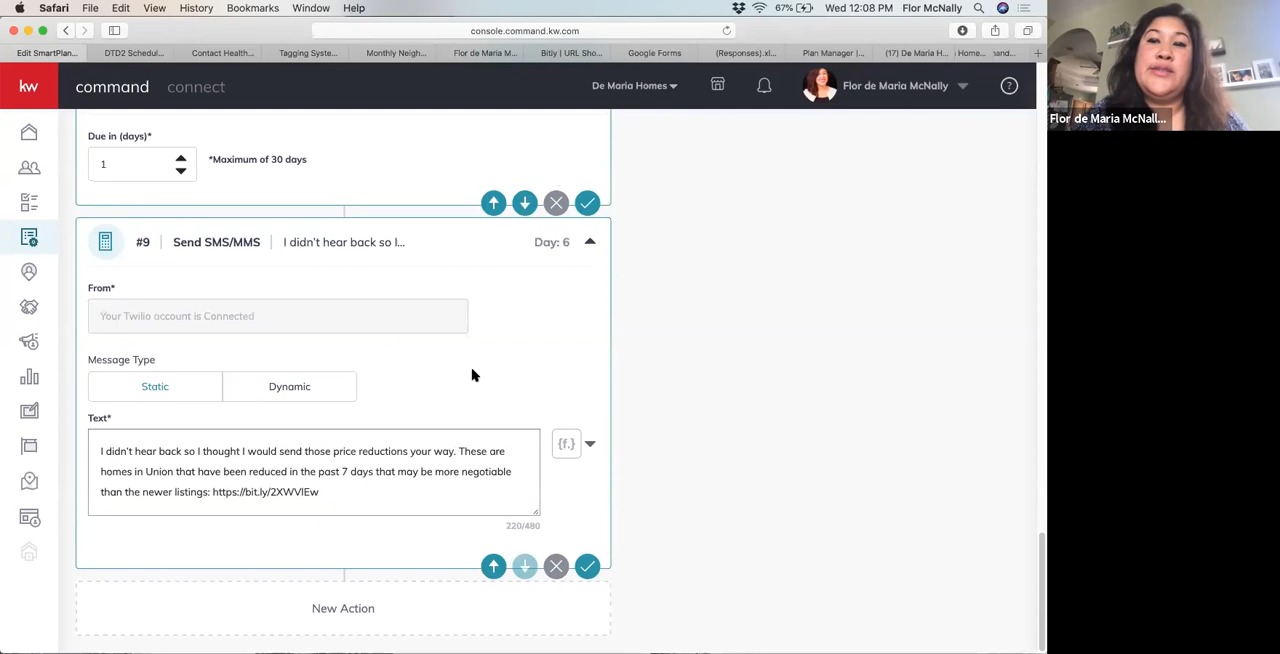 Safari File Edit View History Bookmarks Window Help
67% Wed 12:08 PM Flor McNally
console.command.kw.com
Edit SmartPlan...
DTD2 Schedul...
Contact Health...
Tagging Syste...
Monthly Neigh...
Flor de Maria M...
Bitly | URL Sho...
Google Forms
(Responses).xl...
Plan Manager |...
(17) De Maria H...
Home...
mand...
kw command connect
De Maria Homes
Flor de Maria McNally
Flor de Maria McNall...
Due in (days)*
1
*Maximum of 30 days
#9 Send SMS/MMS I didn't hear back so I... Day: 6
From*
Your Twilio account is Connected
Message Type
Static Dynamic
Text*
I didn't hear back so I thought I would send those price reductions your way. These are
homes in Union that have been reduced in the past 7 days that may be more negotiable
than the newer listings: https://bit.ly/2XWVlEw
{f.}
220/480
New Action